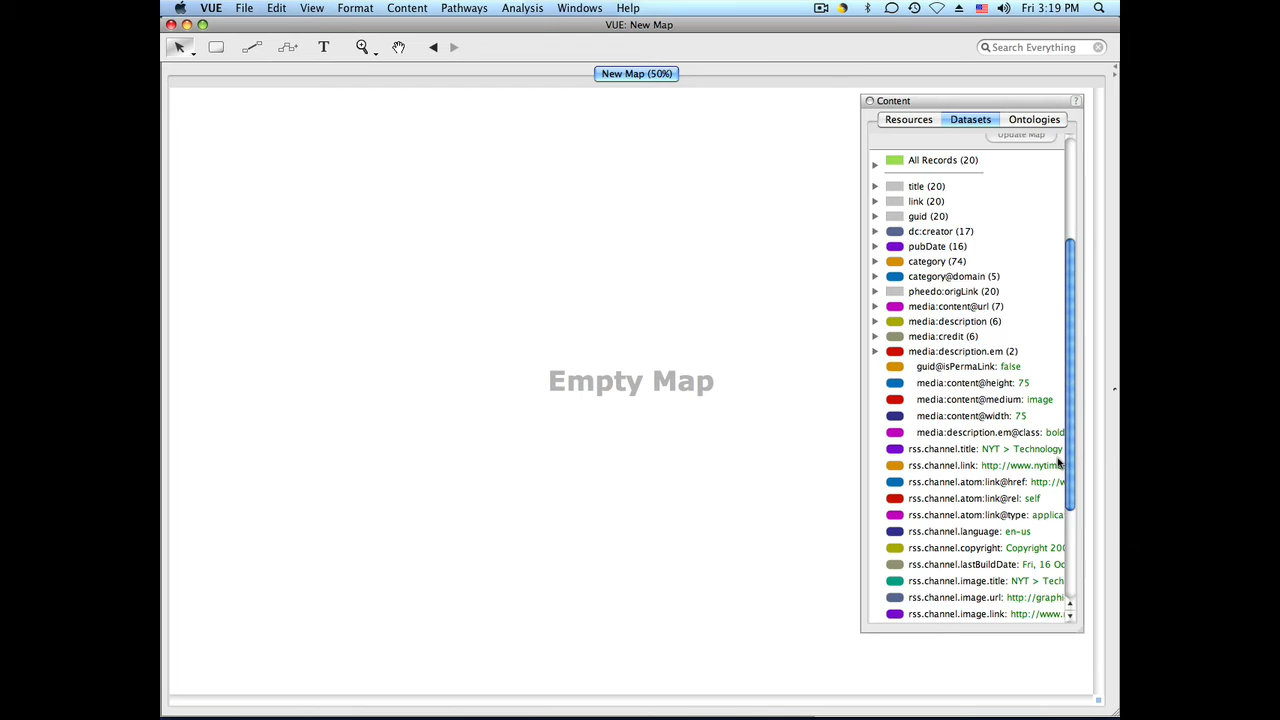 VUE File Edit View Format Content Pathways Analysis Windows Help Fri 3:19 PM
VUE: New Map
T Search Everything
New Map (50%)
Content ?
Resources Datasets Ontologies
Update Map
All Records (20)
title (20)
link (20)
guid (20)
dc:creator (17)
pubDate (16)
category (74)
category@domain (5)
pheedo:origLink (20)
media:content@url (7)
media:description (6)
media:credit (6)
media:description.em (2)
guid@isPermaLink: false
media:content@height: 75
media:content@medium: image
media:content@width: 75
media:description.em@class: bold
rss.channel.title: NYT > Technology
rss.channel.link: http://www.nytim
rss.channel.atom:link@href: http://w
rss.channel.atom:link@rel: self
rss.channel.atom:link@type: applica
rss.channel.language: en-us
rss.channel.copyright: Copyright 200
rss.channel.lastBuildDate: Fri, 16 Oc
rss.channel.image.title: NYT > Tech
rss.channel.image.url: http://graphi
rss.channel.image.link: http://www.
Empty Map